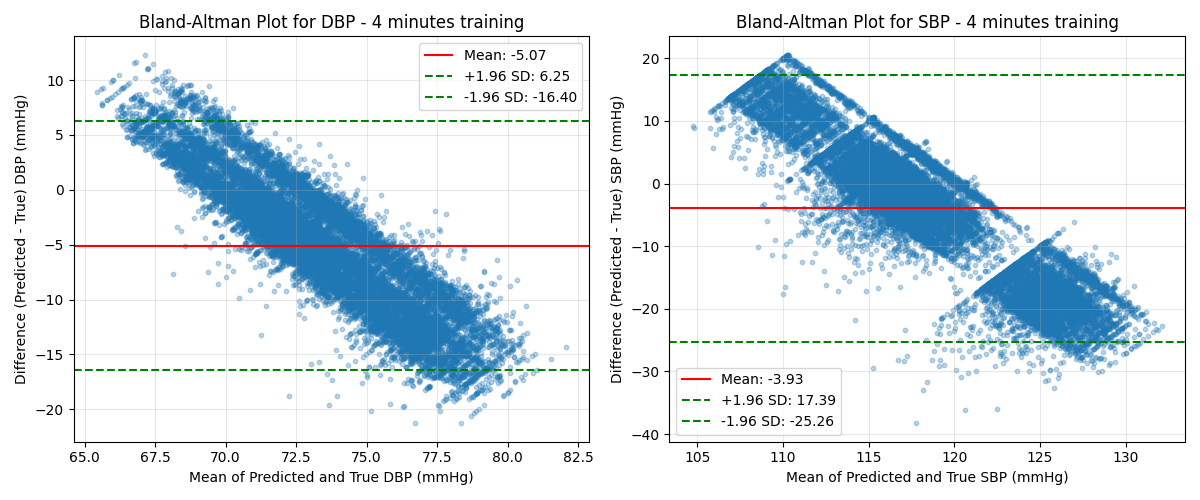 Bland-Altman Plot for DBP - 4 minutes training
Difference (Predicted - True) DBP (mmHg)
10
5
0
−5
−10
−15
−20
Mean: -5.07
+1.96 SD: 6.25
-1.96 SD: -16.40
65.0 67.5 70.0 72.5 75.0 77.5 80.0 82.5
Mean of Predicted and True DBP (mmHg)
Bland-Altman Plot for SBP - 4 minutes training
Difference (Predicted - True) SBP (mmHg)
20
10
0
−10
−20
−30
−40
Mean: -3.93
+1.96 SD: 17.39
-1.96 SD: -25.26
105 110 115 120 125 130
Mean of Predicted and True SBP (mmHg)